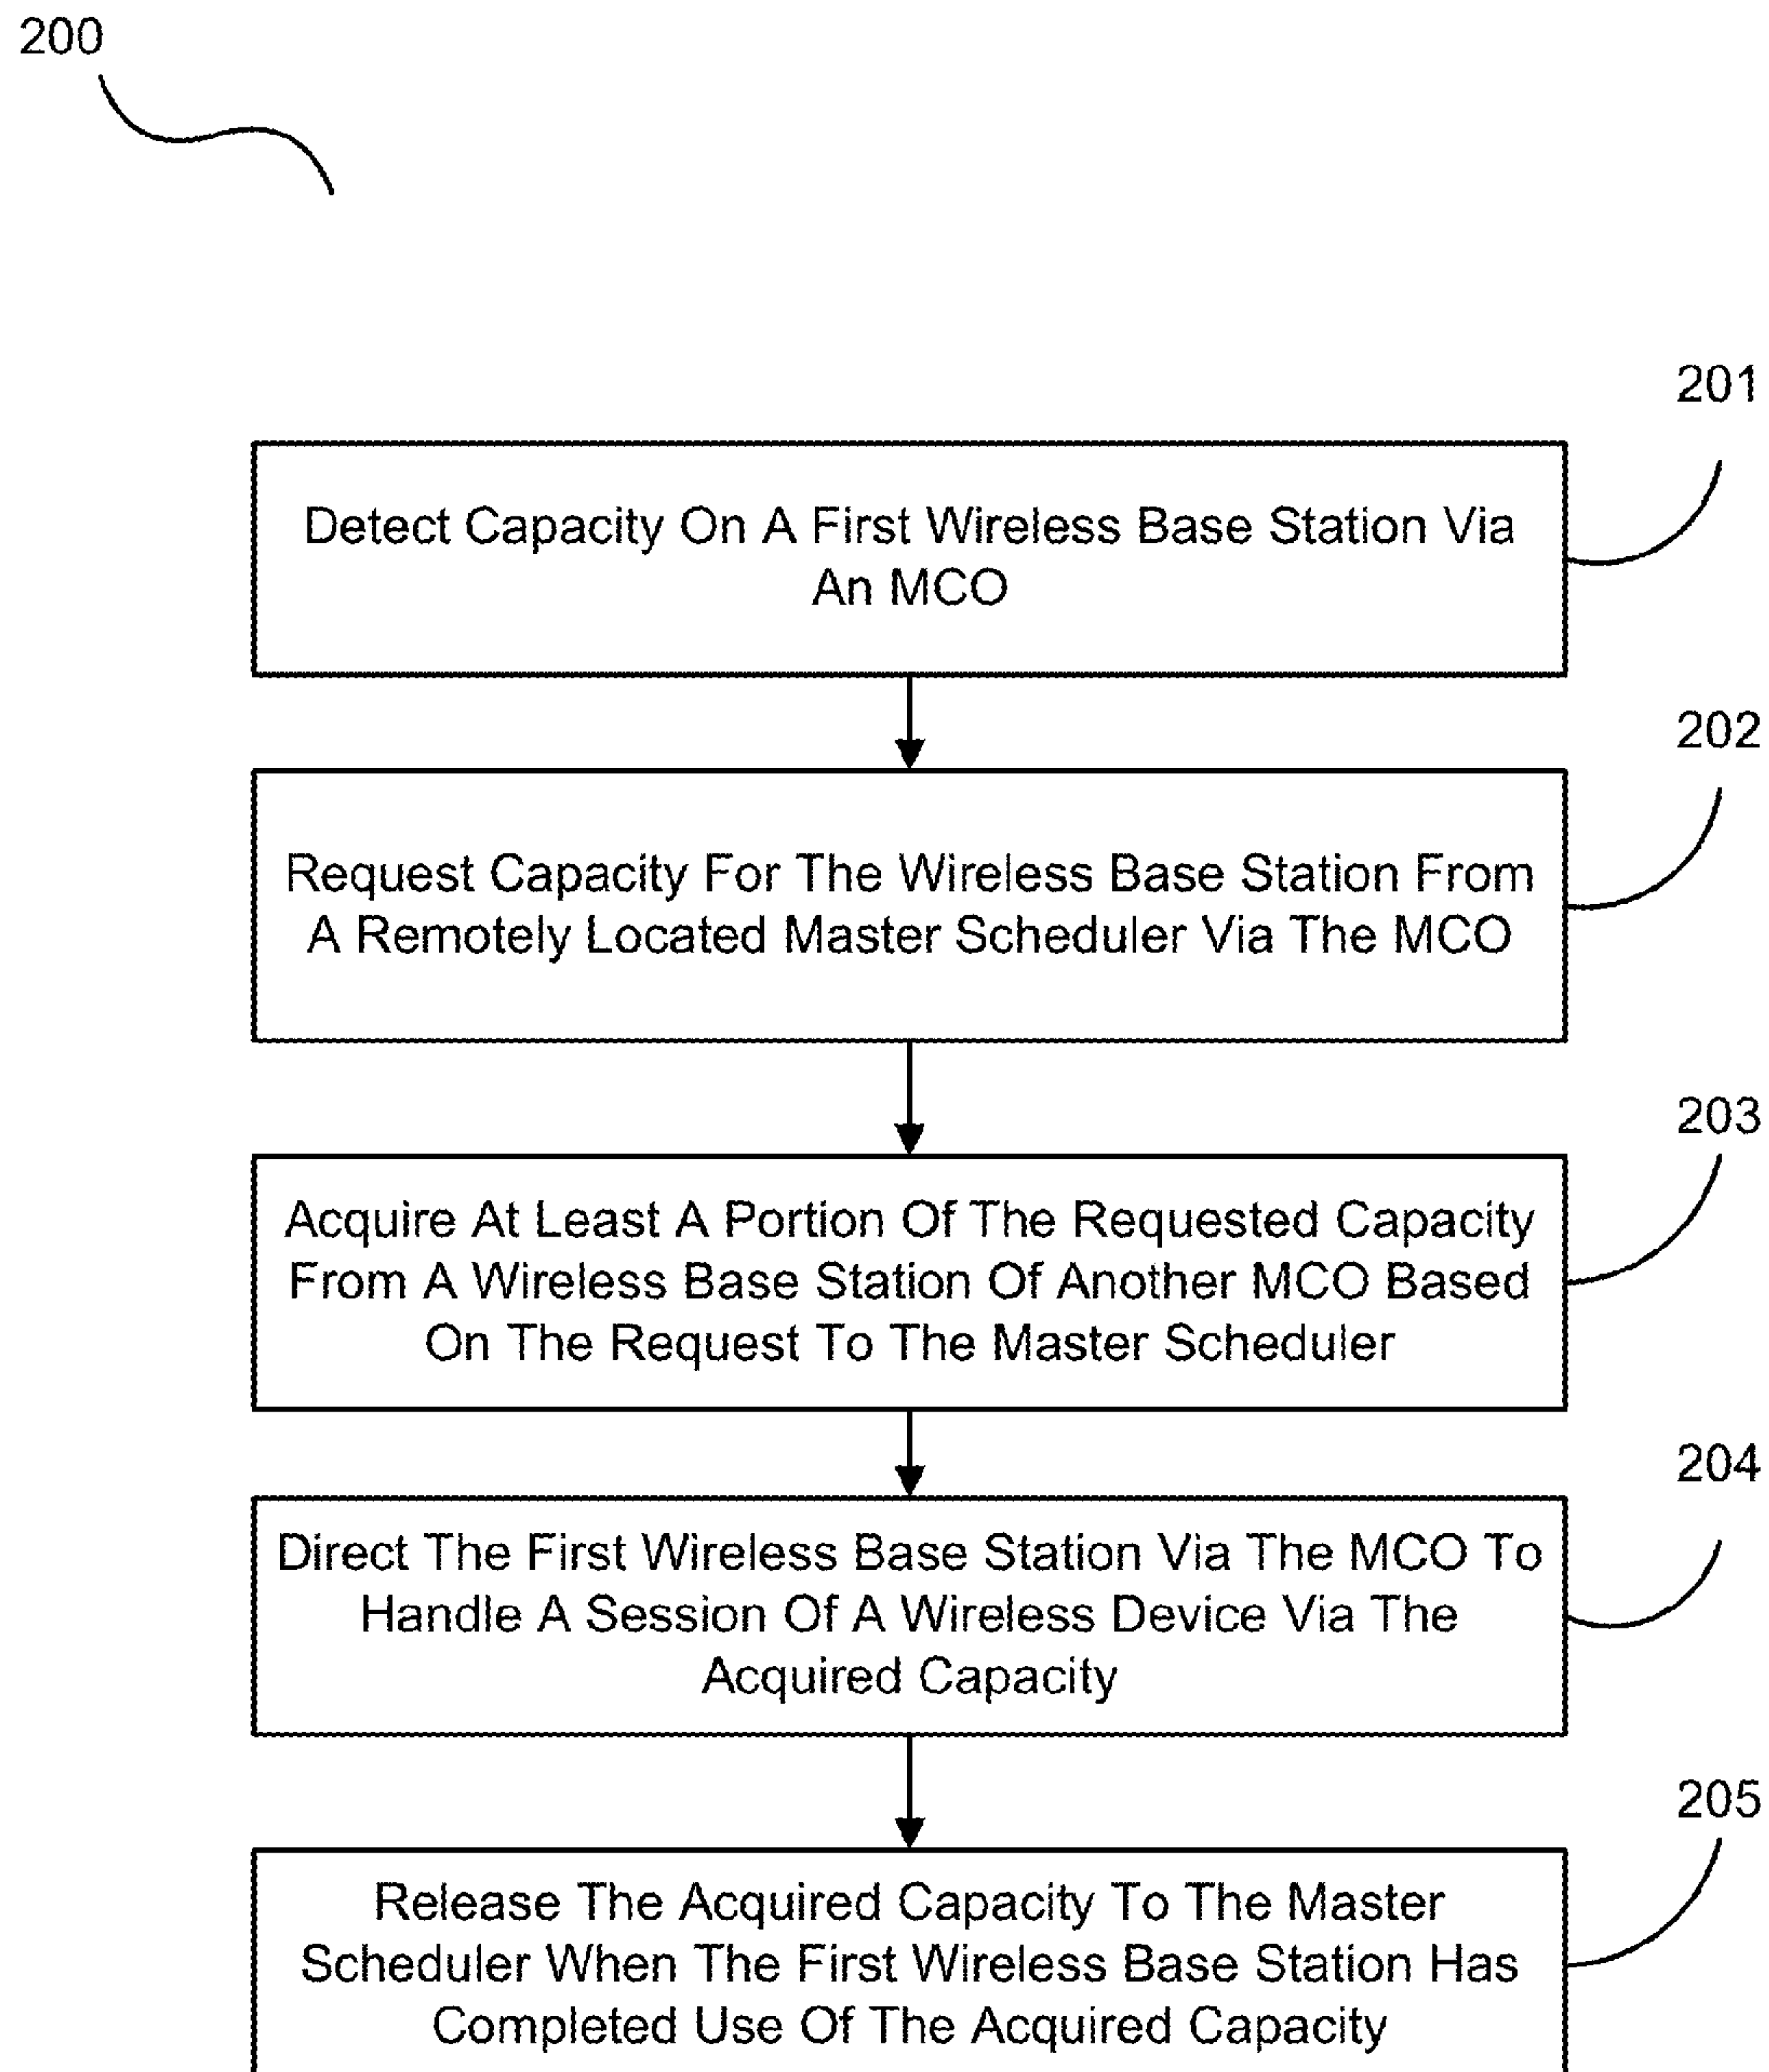 200
201
Detect Capacity On A First Wireless Base Station Via
An MCO
202
Request Capacity For The Wireless Base Station From
A Remotely Located Master Scheduler Via The MCO
203
Acquire At Least A Portion Of The Requested Capacity
From A Wireless Base Station Of Another MCO Based
On The Request To The Master Scheduler
204
Direct The First Wireless Base Station Via The MCO To
Handle A Session Of A Wireless Device Via The
Acquired Capacity
205
Release The Acquired Capacity To The Master
Scheduler When The First Wireless Base Station Has
Completed Use Of The Acquired Capacity